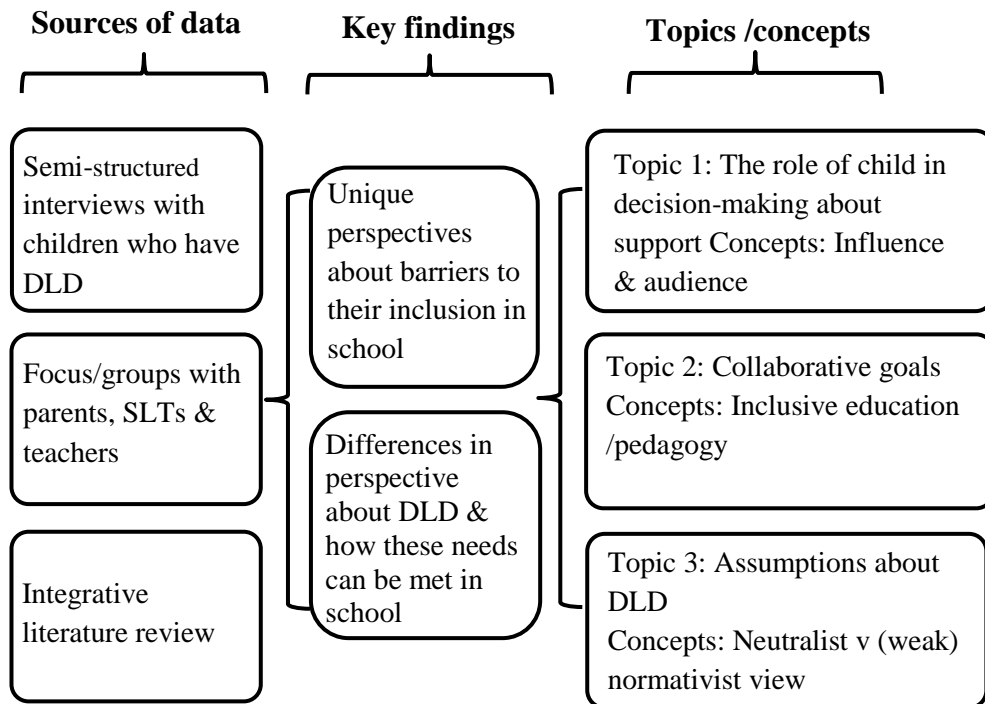 Sources of data
Key findings
Topics /concepts
Semi-structured
interviews with
children who have
DLD
Focus/groups with
parents, SLTs &
teachers
Integrative
literature review
Unique
perspectives
about barriers to
their inclusion in
school
Differences in
perspective
about DLD &
how these needs
can be met in
school
Topic 1: The role of child in
decision-making about
support Concepts: Influence
& audience
Topic 2: Collaborative goals
Concepts: Inclusive education
/pedagogy
Topic 3: Assumptions about
DLD
Concepts: Neutralist v (weak)
normativist view